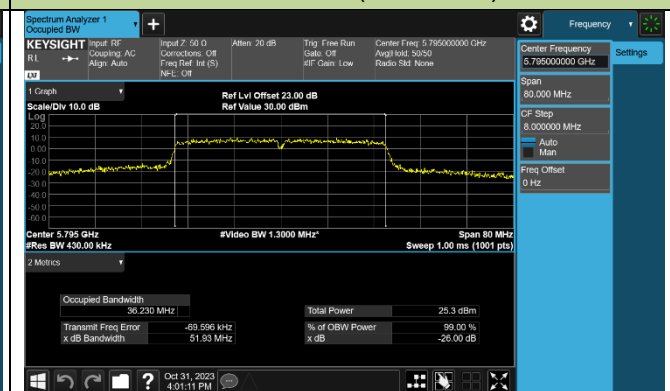 Spectrum Analyzer 1
Occupied BW
+
Frequency
KEYSIGHT
RL
LXI
Input: RF
Coupling: AC
Align: Auto
Input Z: 50 Ω
Corrections: Off
Freq Ref: Int (S)
NFE: Off
Atten: 20 dB
Trig: Free Run
Gate: Off
#IF Gain: Low
Center Freq: 5.795000000 GHz
Avg|Hold: 50/50
Radio Std: None
Center Frequency
5.795000000 GHz
Settings
Span
80.000 MHz
CF Step
8.000000 MHz
Auto
Man
Freq Offset
0 Hz
1 Graph
Scale/Div 10.0 dB
Ref Lvl Offset 23.00 dB
Ref Value 30.00 dBm
Log
20.0
10.0
0.00
-10.0
-20.0
-30.0
-40.0
-50.0
-60.0
Center 5.795 GHz
#Video BW 1.3000 MHz*
Span 80 MHz
#Res BW 430.00 kHz
Sweep 1.00 ms (1001 pts)
2 Metrics
Occupied Bandwidth
36.230 MHz
Total Power 25.3 dBm
Transmit Freq Error -69.596 kHz
% of OBW Power 99.00 %
x dB Bandwidth 51.93 MHz
x dB -26.00 dB
?
Oct 31, 2023
4:01:11 PM